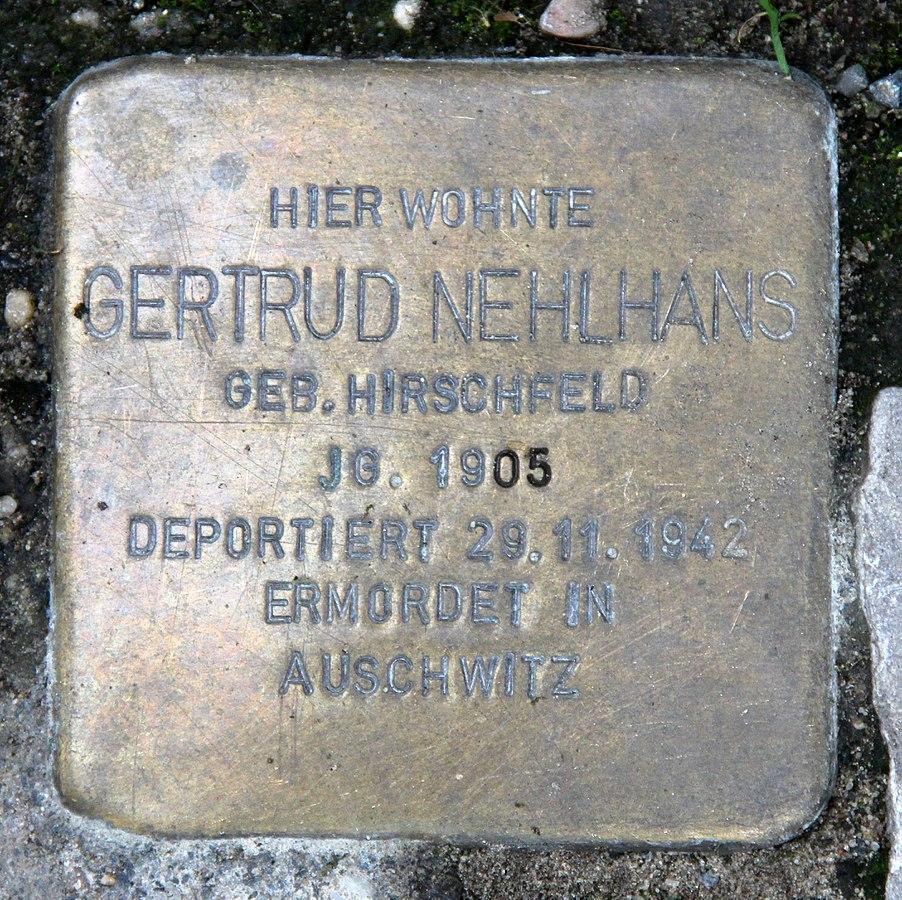 HIER WOHNTE
GERTRUD NEHLHANS
GEB. HIRSCHFELD
JG. 1905
DEPORTIERT 29.11.1942
ERMORDET IN
AUSCHWITZ